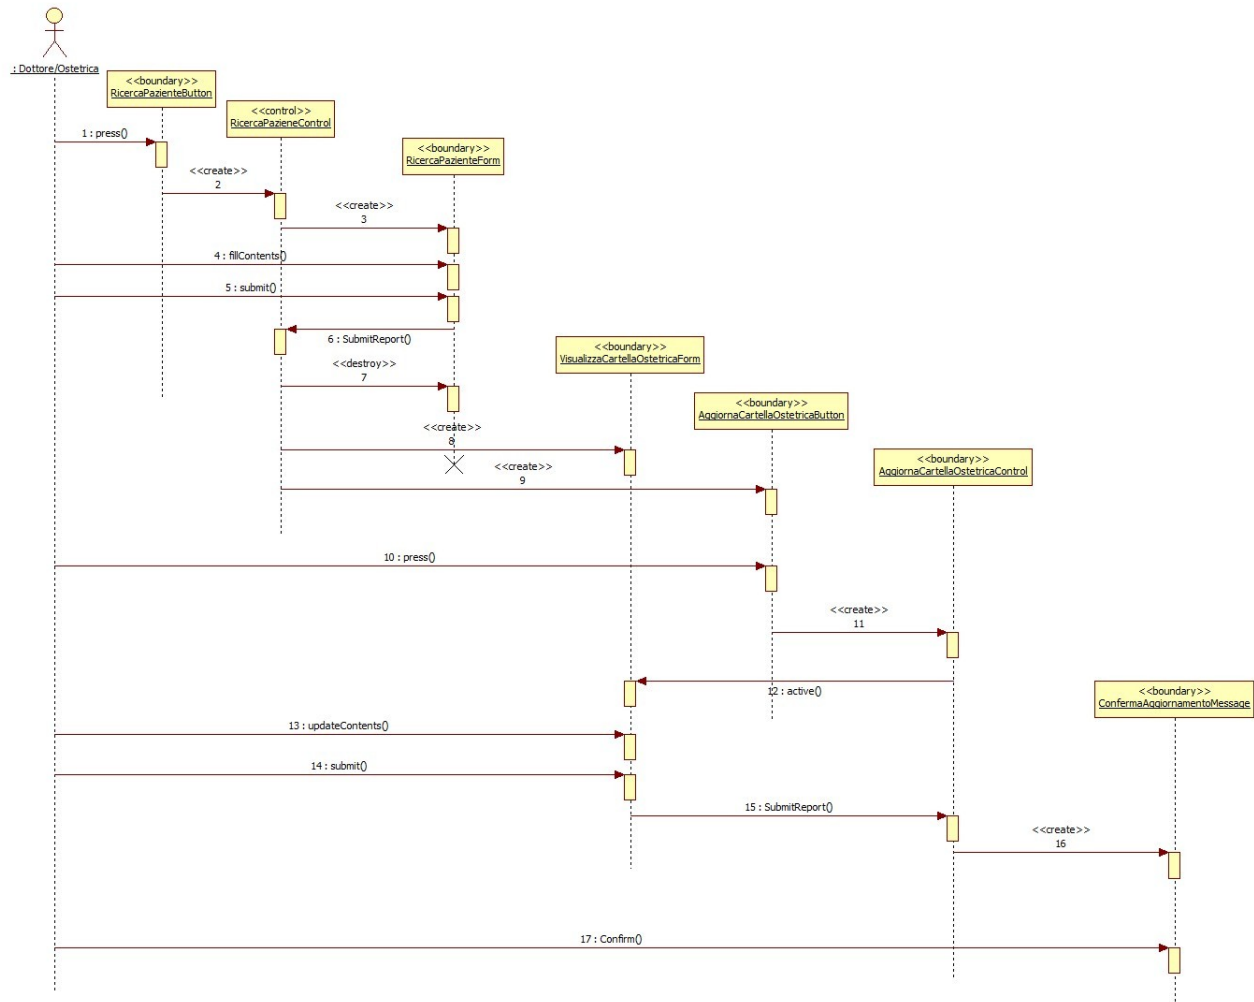 : Dottore/Ostetrica
<<boundary>>
RicercaPazienteButton
<<control>>
RicercaPazieneControl
1 : press()
<<boundary>>
RicercaPazienteForm
<<create>>
2
<<create>>
3
4 : fillContents()
5 : submit()
6 : SubmitReport()
<<boundary>>
VisualizzaCartellaOstetricaForm
<<destroy>>
7
<<boundary>>
AggiornaCartellaOstetricaButton
<<create>>
8
<<boundary>>
AggiornaCartellaOstetricaControl
<<create>>
9
10 : press()
<<create>>
11
12 : active()
<<boundary>>
ConfermaAggiornamentoMessage
13 : updateContents()
14 : submit()
15 : SubmitReport()
<<create>>
16
17 : Confirm()